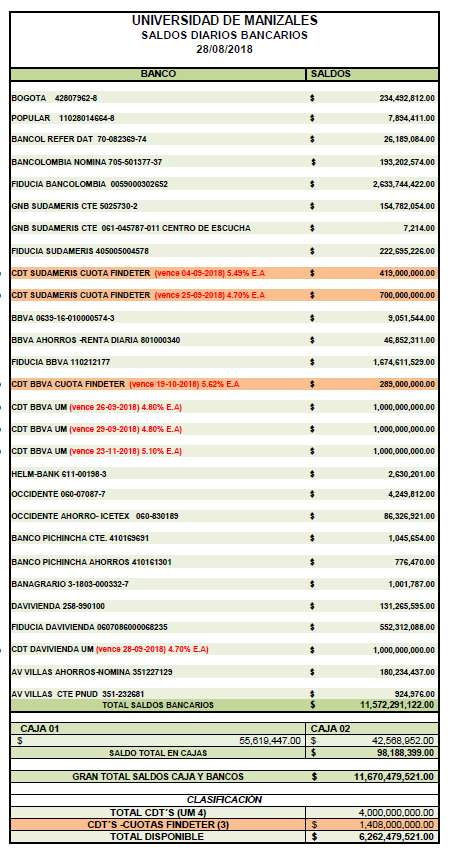 UNIVERSIDAD DE MANIZALES
SALDOS DIARIOS BANCARIOS
28/08/2018
BANCO SALDOS
BOGOTA 42807962-8 $ 234,492,812.00
POPULAR 11028014664-8 $ 7,894,411.00
BANCOL REFER DAT 70-082369-74 $ 26,189,084.00
BANCOLOMBIA NOMINA 705-501377-37 $ 193,202,574.00
FIDUCIA BANCOLOMBIA 0059000302652 $ 2,633,744,422.00
GNB SUDAMERIS CTE 5025730-2 $ 154,782,054.00
GNB SUDAMERIS CTE 061-045787-011 CENTRO DE ESCUCHA $ 7,214.00
FIDUCIA SUDAMERIS 405005004578 $ 222,695,226.00
CDT SUDAMERIS CUOTA FINDETER (vence 04-09-2018) 5.49% E.A $ 419,000,000.00
CDT SUDAMERIS CUOTA FINDETER (vence 25-09-2018) 4.70% E.A $ 700,000,000.00
BBVA 0639-16-010000574-3 $ 9,051,544.00
BBVA AHORROS -RENTA DIARIA 801000340 $ 46,852,311.00
FIDUCIA BBVA 110212177 $ 1,674,611,529.00
CDT BBVA CUOTA FINDETER (vence 19-10-2018) 5.62% E.A $ 289,000,000.00
CDT BBVA UM (vence 26-09-2018) 4.80% E.A) $ 1,000,000,000.00
CDT BBVA UM (vence 29-09-2018) 4.80% E.A) $ 1,000,000,000.00
CDT BBVA UM (vence 23-11-2018) 5.10% E.A) $ 1,000,000,000.00
HELM-BANK 611-00198-3 $ 2,630,201.00
OCCIDENTE 060-07087-7 $ 4,249,812.00
OCCIDENTE AHORRO- ICETEX 060-830189 $ 86,326,921.00
BANCO PICHINCHA CTE. 410169691 $ 1,045,654.00
BANCO PICHINCHA AHORROS 410161301 $ 776,470.00
BANAGRARIO 3-1803-000332-7 $ 1,001,787.00
DAVIVIENDA 258-990100 $ 131,265,595.00
FIDUCIA DAVIVIENDA 0607086000068235 $ 552,312,088.00
CDT DAVIVIENDA UM (vence 28-09-2018) 4.70% E.A) $ 1,000,000,000.00
AV VILLAS AHORROS-NOMINA 351227129 $ 180,234,437.00
AV VILLAS CTE PNUD 351-232681 $ 924,976.00
TOTAL SALDOS BANCARIOS $ 11,572,291,122.00
CAJA 01 CAJA 02
$ 55,619,447.00 $ 42,568,952.00
SALDO TOTAL EN CAJAS $ 98,188,399.00
GRAN TOTAL SALDOS CAJA Y BANCOS $ 11,670,479,521.00
CLASIFICACIÓN
TOTAL CDT'S (UM 4) 4,000,000,000.00
CDT'S -CUOTAS FINDETER (3) $ 1,408,000,000.00
TOTAL DISPONIBLE $ 6,262,479,521.00